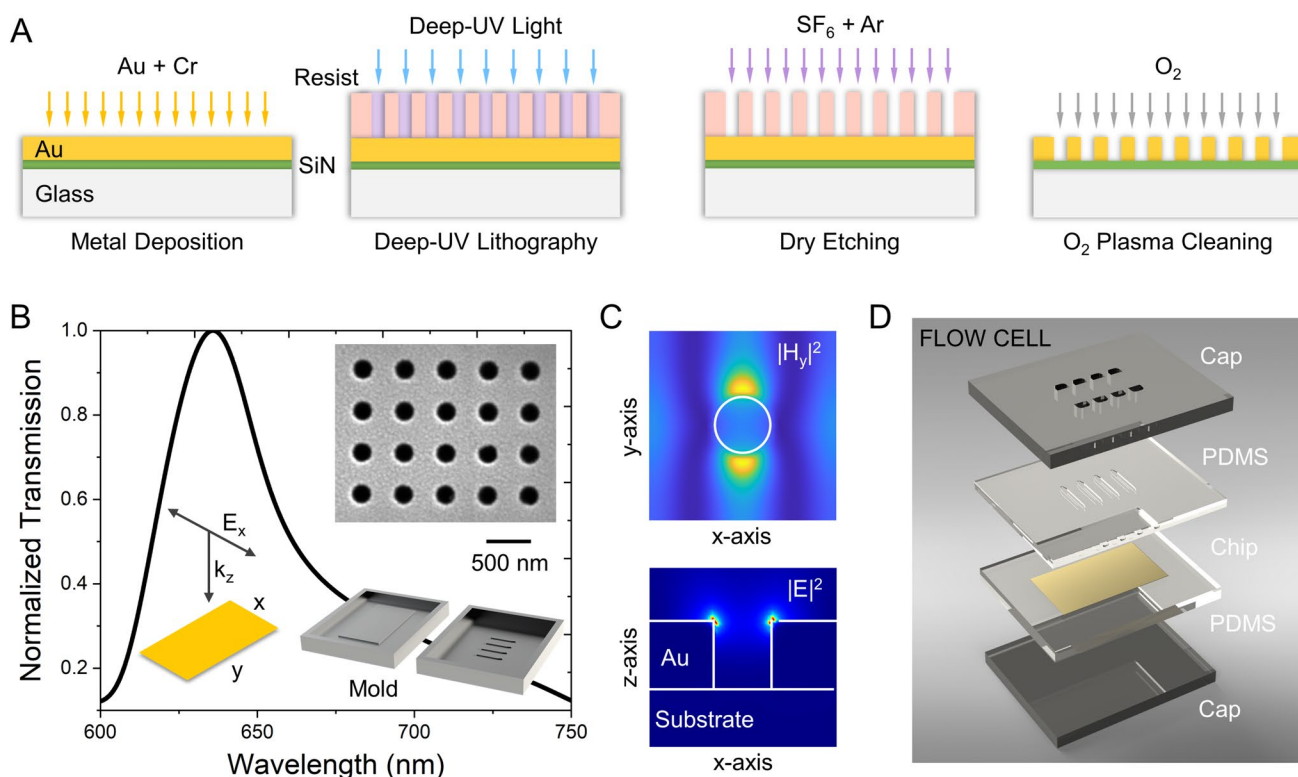 A
Au + Cr
Au
Glass
Metal Deposition
Deep-UV Light
Resist
SiN
Deep-UV Lithography
SF6 + Ar
Dry Etching
O2
O2 Plasma Cleaning
B
Normalized Transmission
1.0
0.8
0.6
0.4
0.2
600
650
700
750
Wavelength (nm)
Ex
kz
x
y
500 nm
Mold
C
|Hy|2
y-axis
x-axis
|E|2
z-axis
Au
Substrate
x-axis
D
FLOW CELL
Cap
PDMS
Chip
PDMS
Cap